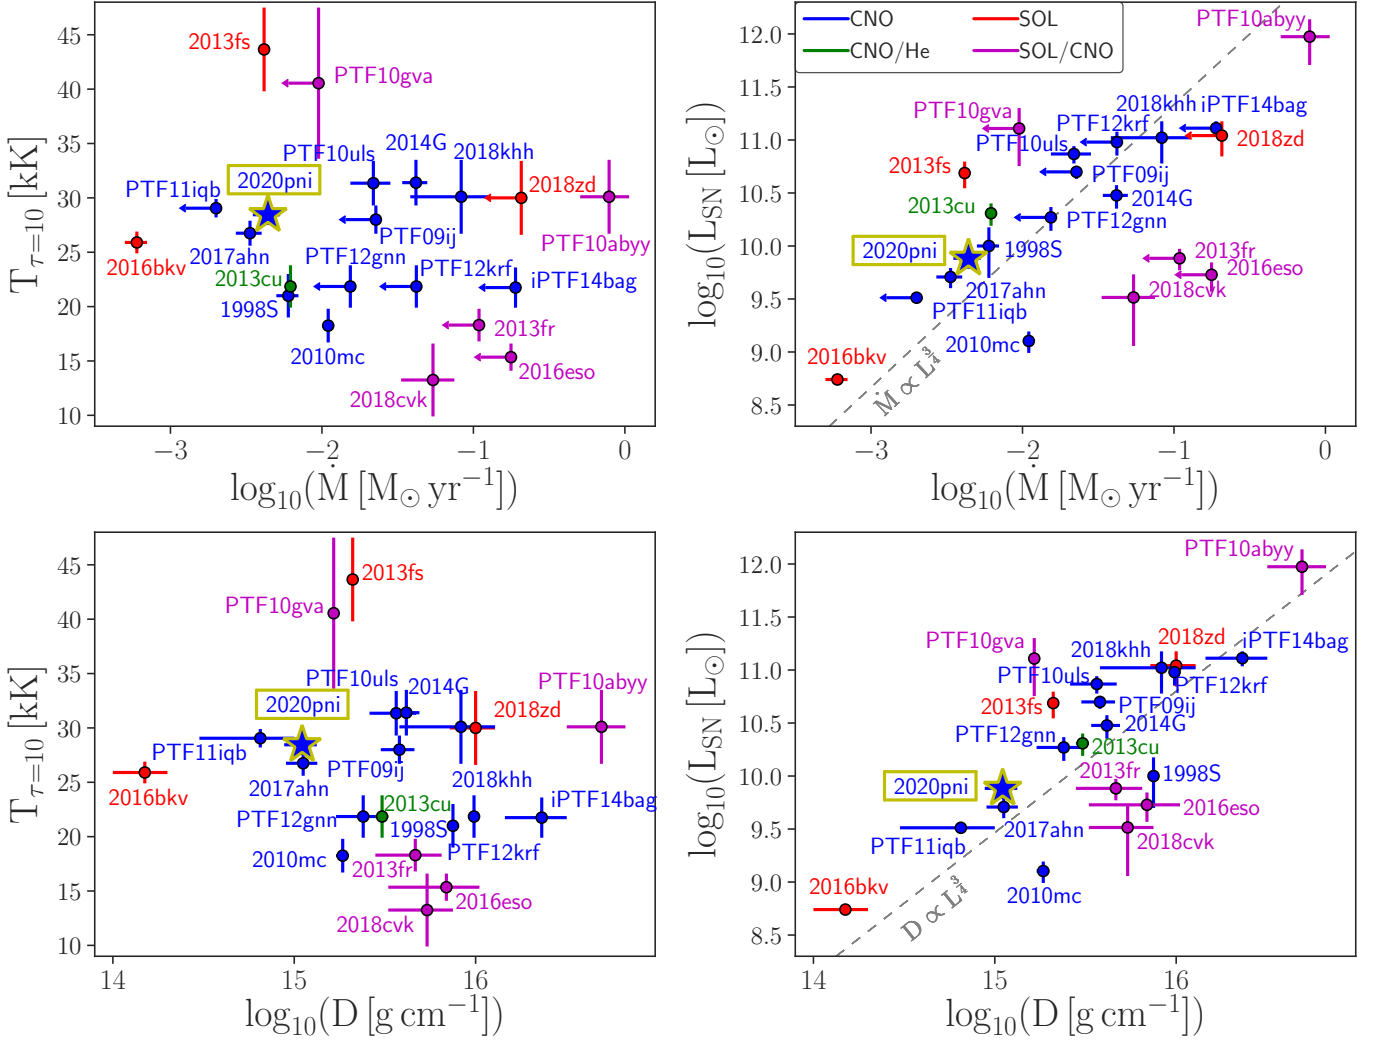 45
40
35
30
25
20
15
10
T_{τ=10} [kK]
2013fs
PTF10gva
PTF10uls
2014G
2018khh
2020pni
PTF11iqb
2018zd
2016bkv
2017ahn
PTF09ij
PTF10abyy
PTF12gnn
2013cu
PTF12krf
iPTF14bag
1998S
2010mc
2013fr
2016eso
2018cvk
−3
−2
−1
0
log₁₀(Ṁ [M⊙ yr⁻¹])
CNO
SOL
CNO/He
SOL/CNO
12.0
11.5
11.0
10.5
10.0
9.5
9.0
8.5
log₁₀(L_SN [L⊙])
PTF10abyy
PTF10gva
2018khh
iPTF14bag
PTF12krf
PTF10uls
2018zd
2013fs
PTF09ij
2014G
2013cu
PTF12gnn
2020pni
1998S
2013fr
2016eso
2017ahn
2018cvk
PTF11iqb
2010mc
2016bkv
Ṁ ∝ L^{3/4}
−3
−2
−1
0
log₁₀(Ṁ [M⊙ yr⁻¹])
45
40
35
30
25
20
15
10
T_{τ=10} [kK]
2013fs
PTF10gva
PTF10uls
2014G
PTF10abyy
2020pni
2018zd
PTF11iqb
2016bkv
2017ahn
PTF09ij
2018khh
PTF12gnn
2013cu
iPTF14bag
1998S
2010mc
PTF12krf
2013fr
2016eso
2018cvk
14
15
16
log₁₀(D [g cm⁻¹])
12.0
11.5
11.0
10.5
10.0
9.5
9.0
8.5
log₁₀(L_SN [L⊙])
PTF10abyy
PTF10gva
2018khh
2018zd
iPTF14bag
PTF10uls
PTF12krf
2013fs
PTF09ij
2014G
PTF12gnn
2013cu
2013fr
1998S
2020pni
2016eso
2017ahn
2018cvk
PTF11iqb
2016bkv
2010mc
D ∝ L^{3/4}
14
15
16
log₁₀(D [g cm⁻¹])